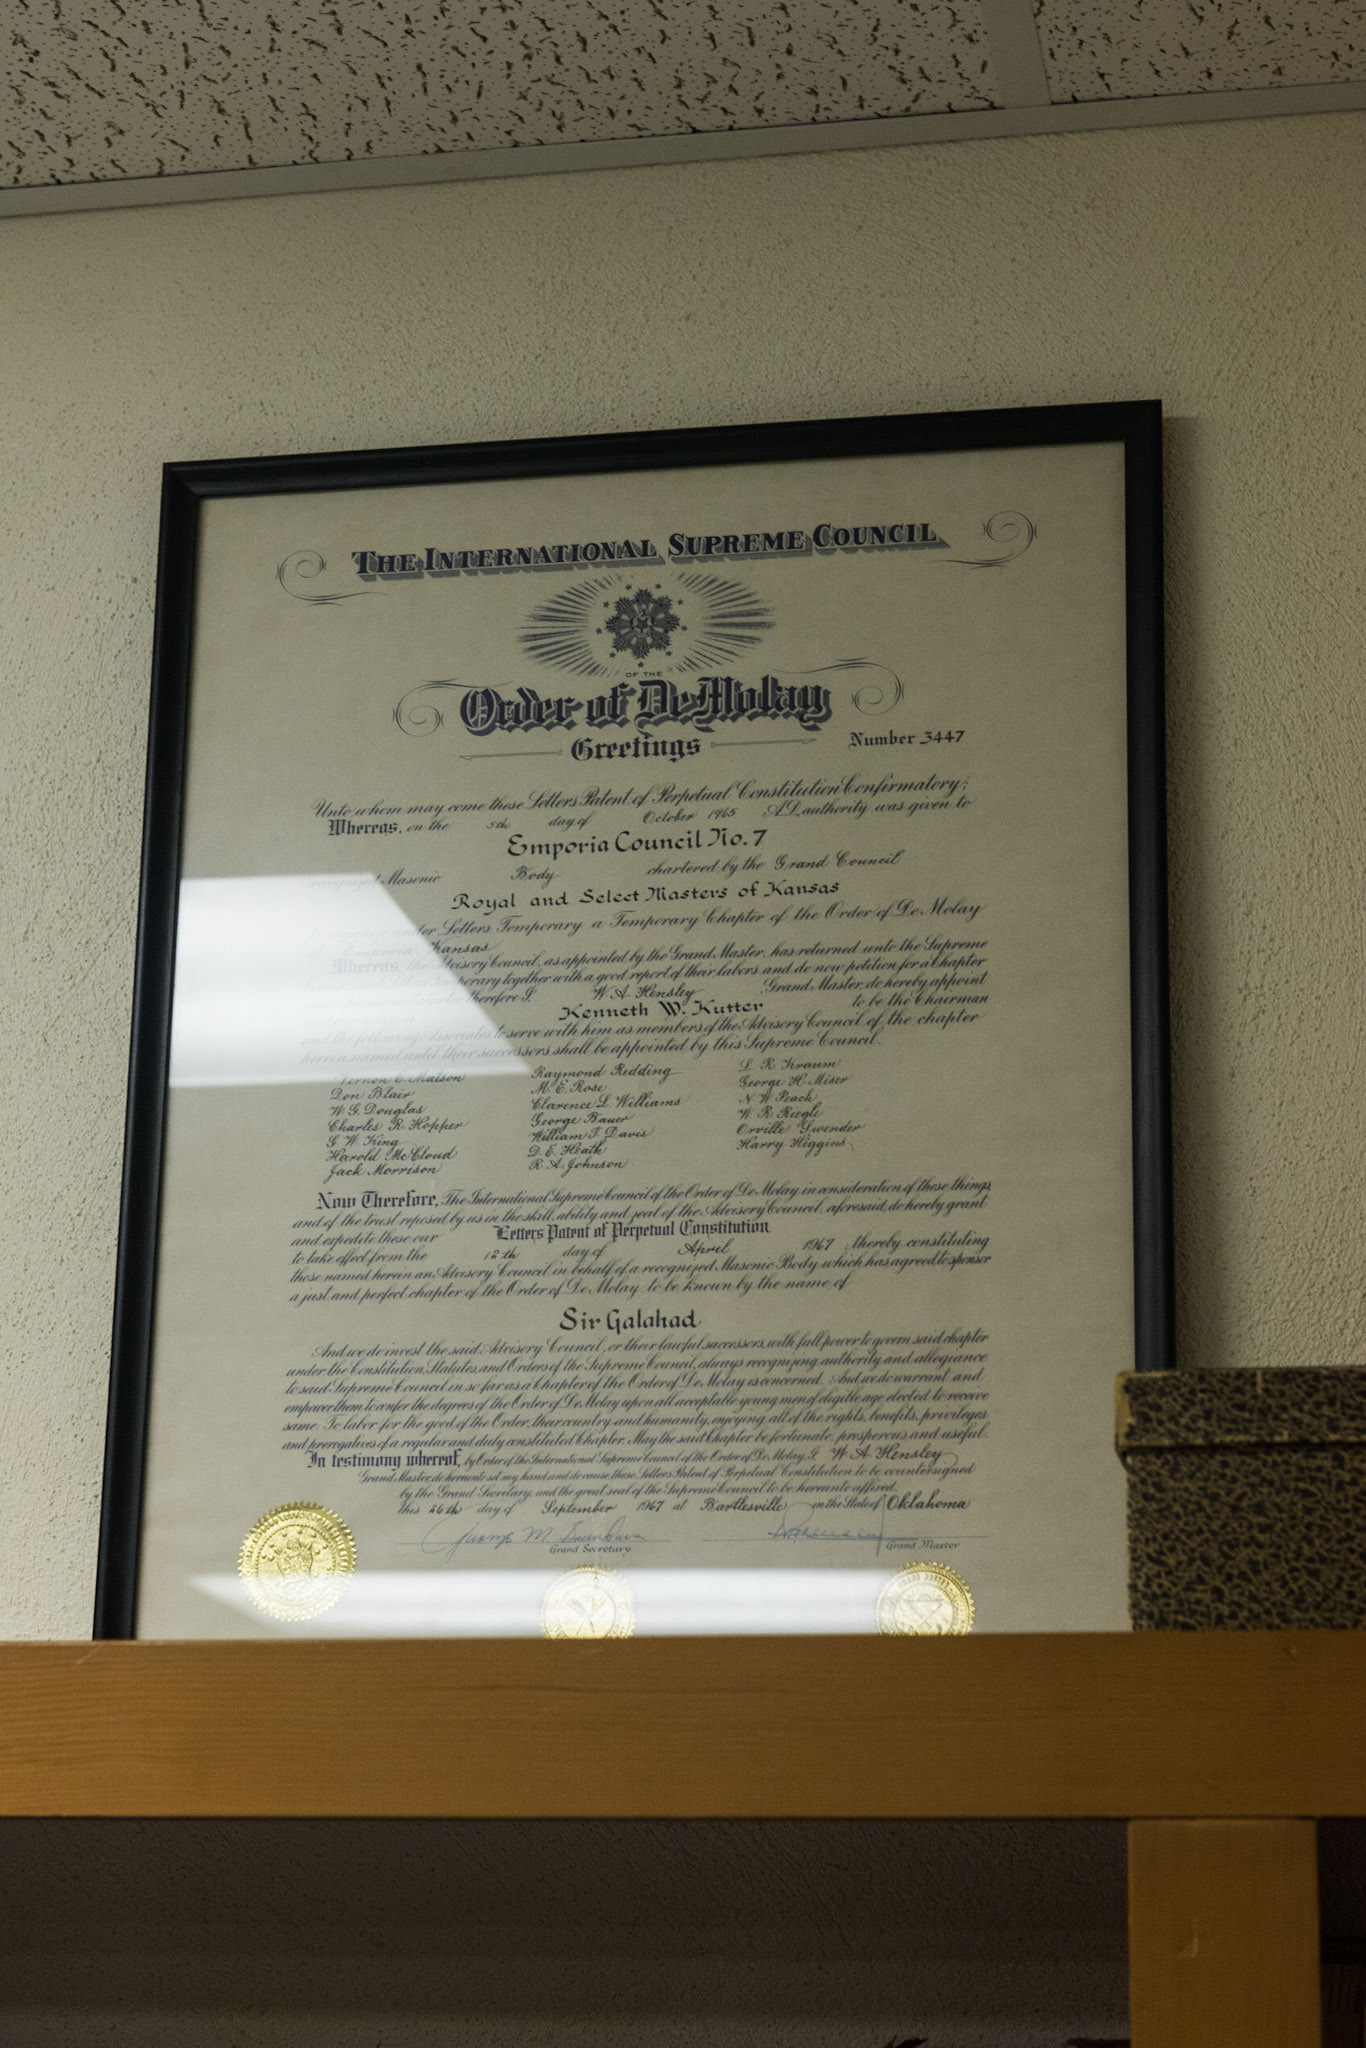 THE INTERNATIONAL SUPREME COUNCIL
OF THE
Order of DeMolay
Greetings
Number 3447
Unto whom may come these Letters Patent of Perpetual Constitution Confirmatory:
Whereas, on the 5th day of October 1965 A.D. authority was given to
Emporia Council No. 7
recognized Masonic Body chartered by the Grand Council
Royal and Select Masters of Kansas
under Letters Temporary a Temporary Chapter of the Order of DeMolay
Emporia Kansas
Whereas, the Advisory Council, as appointed by the Grand Master, has returned unto the Supreme
Temporary together with a good report of their labors and do now petition for a Chapter
therefore I, W. A. Hensley Grand Master, do hereby appoint
Kenneth W. Kutter to be the Chairman
and the following Associates to serve with him as members of the Advisory Council of the chapter
herein named until their successors shall be appointed by this Supreme Council.
Vernon E. Matson Raymond Redding L. R. Kraum
Don Blair M. E. Rose George H. Miser
W. G. Douglas Clarence L. Williams N. W. Peach
Charles R. Hopper George Bauer W. R. Riegle
G. W. King William T. Davis Orville Dwender
Harold McCloud D. E. Heath Harry Higgins
Jack Morrison R. A. Johnson
Now Therefore, The International Supreme Council of the Order of DeMolay in consideration of these things
and of the trust reposed by us in the skill, ability and zeal of the Advisory Council, aforesaid, do hereby grant
and expedite these our Letters Patent of Perpetual Constitution
to take effect from the 12th day of April 1967, thereby constituting
those named herein an Advisory Council in behalf of a recognized Masonic Body which has agreed to sponsor
a just and perfect chapter of the Order of DeMolay to be known by the name of
Sir Galahad
And we do invest the said Advisory Council, or their lawful successors, with full power to govern said chapter
under the Constitution, Statutes and Orders of the Supreme Council, always recognizing authority and allegiance
to said Supreme Council in so far as a Chapter of the Order of DeMolay is concerned. And we do warrant and
empower them to confer the degrees of the Order of DeMolay upon all acceptable young men of eligible age elected to receive
same. To labor for the good of the Order, their country and humanity, enjoying all of the rights, benefits, privileges
and prerogatives of a regular and duly constituted Chapter. May the said Chapter be fortunate, prosperous and useful.
In testimony whereof, by Order of the International Supreme Council of the Order of DeMolay, I, W. A. Hensley
Grand Master, do hereunto set my hand and do cause these Letters Patent of Perpetual Constitution to be countersigned
by the Grand Secretary, and the great seal of the Supreme Council to be hereunto affixed.
this 26th day of September 1967 at Bartlesville in the State of Oklahoma
Grand Secretary Grand Master